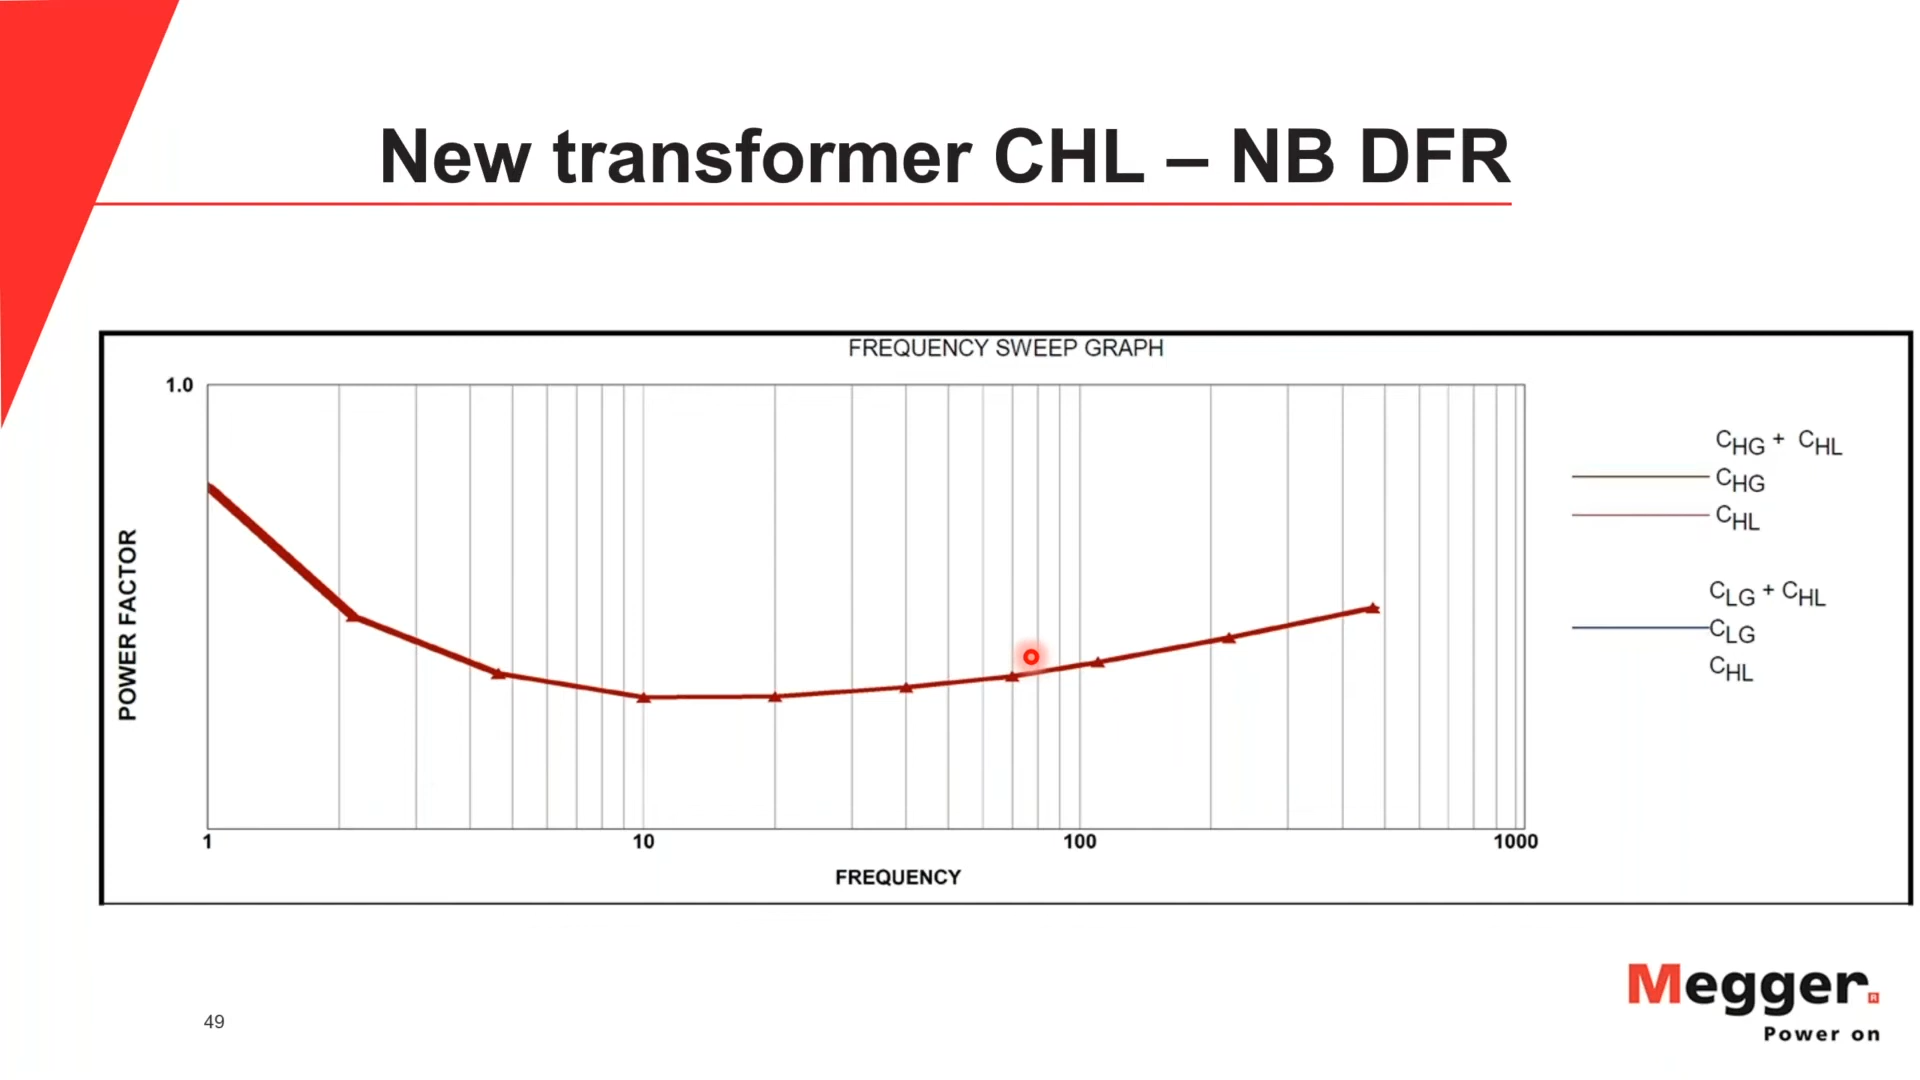 New transformer CHL – NB DFR
FREQUENCY SWEEP GRAPH
1.0
POWER FACTOR
1 10 100 1000
FREQUENCY
CHG + CHL
CHG
CHL
CLG + CHL
CLG
CHL
Megger®
Power on
49